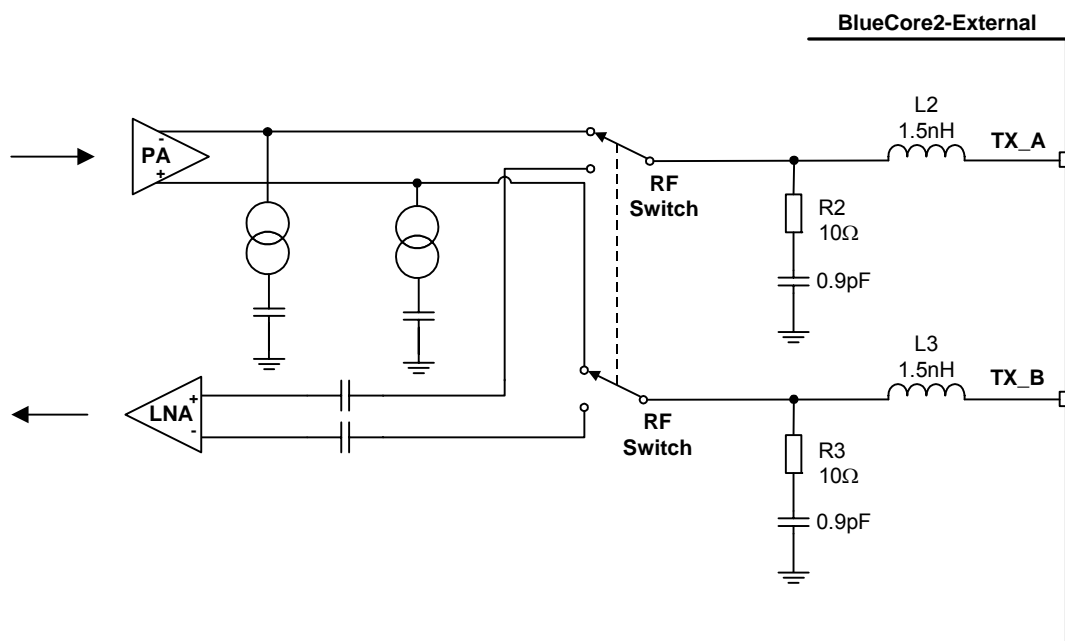 BlueCore2-External
L2
1.5nH
TX_A
-
PA
+
RF
Switch
R2
10Ω
0.9pF
L3
1.5nH
TX_B
+
LNA
-
RF
Switch
R3
10Ω
0.9pF